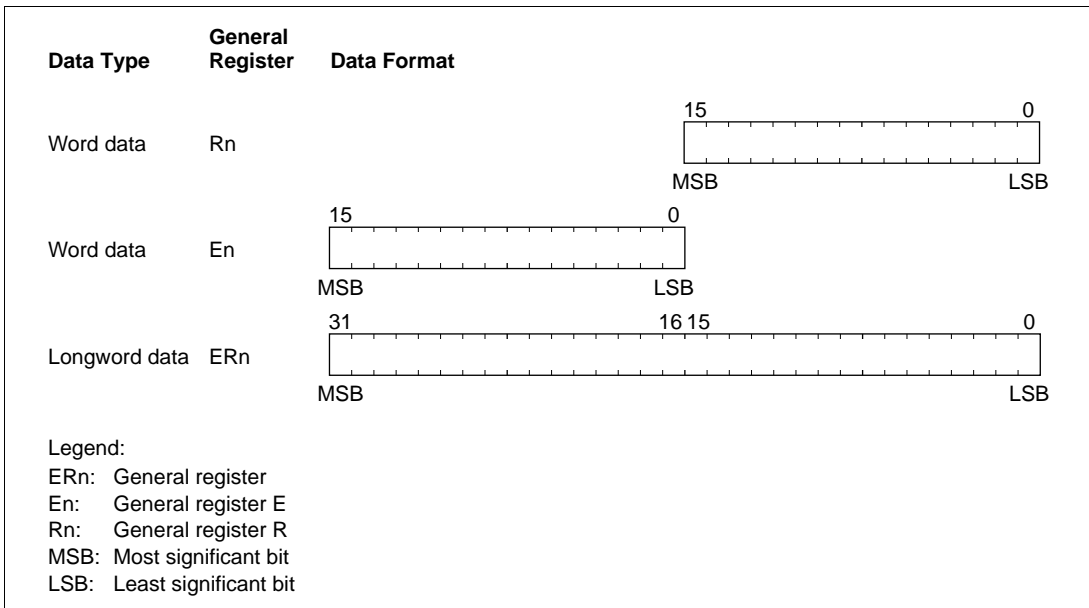 General
Data Type Register Data Format
15 0
Word data Rn
MSB LSB
15 0
Word data En
MSB LSB
31 16 15 0
Longword data ERn
MSB LSB
Legend:
ERn: General register
En: General register E
Rn: General register R
MSB: Most significant bit
LSB: Least significant bit